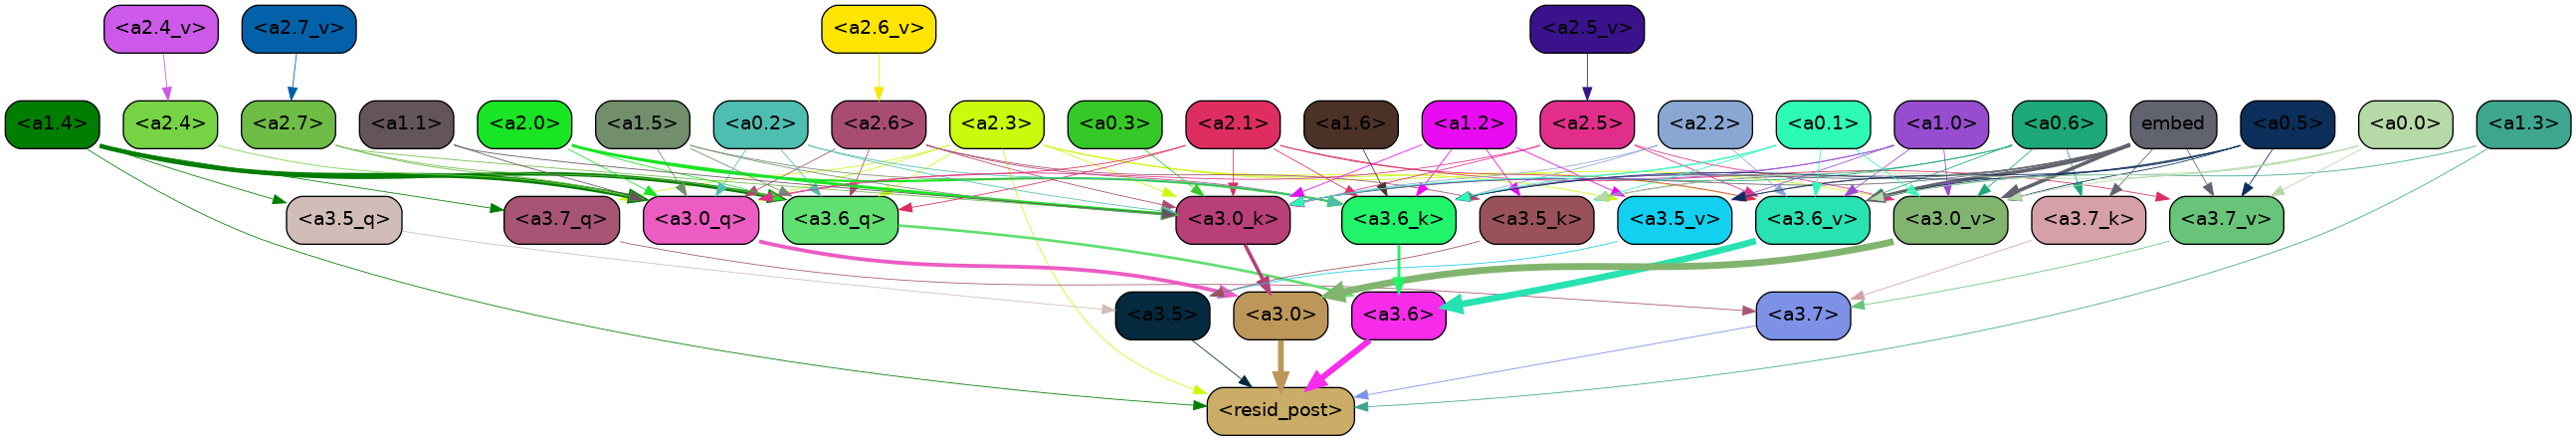 <a2.4_v> <a2.7_v> <a2.6_v> <a2.5_v>
<a1.4> <a2.4> <a2.7> <a1.1> <a2.0> <a1.5> <a0.2> <a2.6> <a2.3> <a0.3> <a2.1> <a1.6> <a1.2> <a2.5> <a2.2> <a0.1> <a1.0> <a0.6> embed <a0.5> <a0.0> <a1.3>
<a3.5_q> <a3.7_q> <a3.0_q> <a3.6_q> <a3.0_k> <a3.6_k> <a3.5_k> <a3.5_v> <a3.6_v> <a3.0_v> <a3.7_k> <a3.7_v>
<a3.5> <a3.0> <a3.6> <a3.7>
<resid_post>